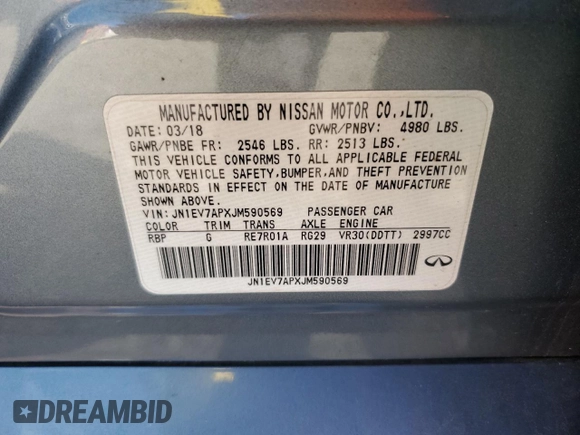 MANUFACTURED BY NISSAN MOTOR CO.,LTD.
DATE: 03/18 GVWR/PNBV: 4980 LBS.
GAWR/PNBE FR: 2546 LBS. RR: 2513 LBS.
THIS VEHICLE CONFORMS TO ALL APPLICABLE FEDERAL
MOTOR VEHICLE SAFETY,BUMPER,AND THEFT PREVENTION
STANDARDS IN EFFECT ON THE DATE OF MANUFACTURE
SHOWN ABOVE.
VIN:JN1EV7APXJM590569 PASSENGER CAR
COLOR TRIM TRANS AXLE ENGINE
RBP G RE7R01A RG29 VR30(DDTT) 2997CC
JN1EV7APXJM590569
INFINITI
DREAMBID